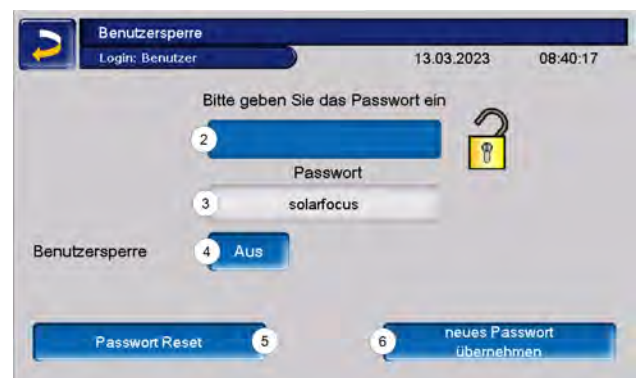 Benutzersperre
Login: Benutzer 13.03.2023 08:40:17
Bitte geben Sie das Passwort ein
2
Passwort
3 solarfocus
Benutzersperre 4 Aus
Passwort Reset 5
6 neues Passwort
übernehmen